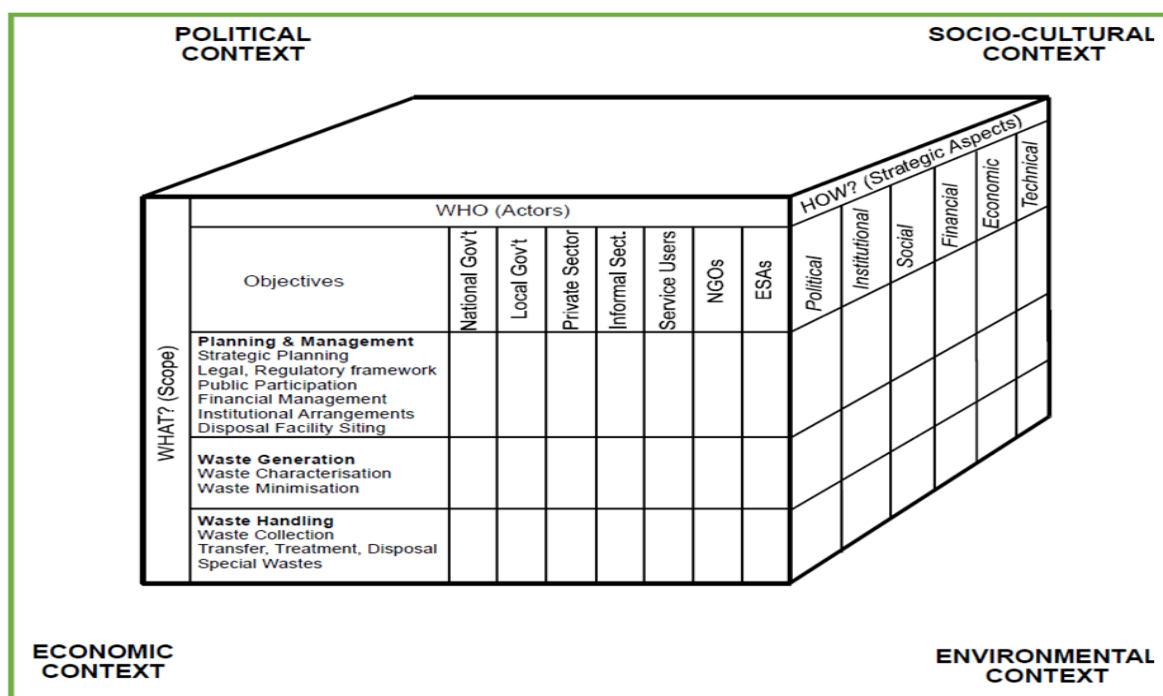 POLITICAL
CONTEXT
SOCIO-CULTURAL
CONTEXT
WHO (Actors)
HOW? (Strategic Aspects)
WHAT? (Scope)
Objectives
National Gov't
Local Gov't
Private Sector
Informal Sect.
Service Users
NGOs
ESAs
Political
Institutional
Social
Financial
Economic
Technical
Planning & Management
Strategic Planning
Legal, Regulatory framework
Public Participation
Financial Management
Institutional Arrangements
Disposal Facility Siting
Waste Generation
Waste Characterisation
Waste Minimisation
Waste Handling
Waste Collection
Transfer, Treatment, Disposal
Special Wastes
ECONOMIC
CONTEXT
ENVIRONMENTAL
CONTEXT